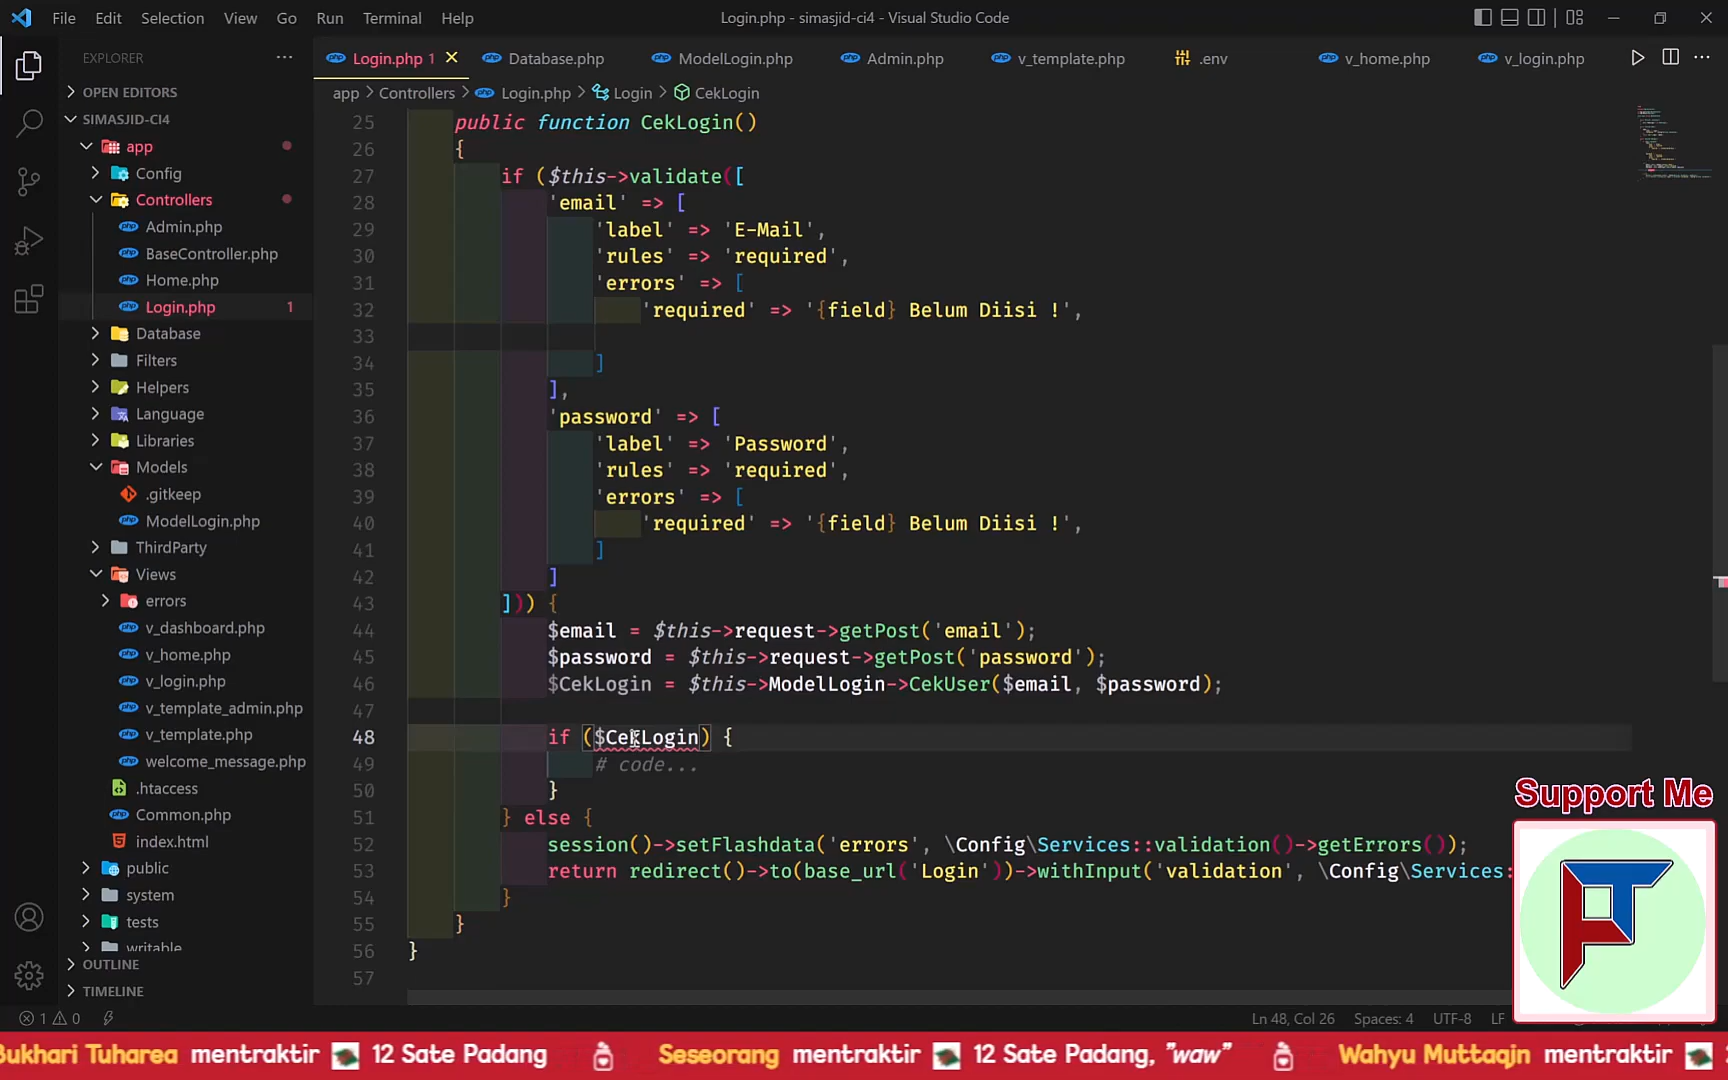 File Edit Selection View Go Run Terminal Help
Login.php - simasjid-ci4 - Visual Studio Code
EXPLORER
Login.php 1 Database.php ModelLogin.php Admin.php v_template.php .env v_home.php v_login.php
app > Controllers > Login.php > Login > CekLogin
OPEN EDITORS
SIMASJID-CI4
app
Config
Controllers
Admin.php
BaseController.php
Home.php
Login.php 1
Database
Filters
Helpers
Language
Libraries
Models
.gitkeep
ModelLogin.php
ThirdParty
Views
errors
v_dashboard.php
v_home.php
v_login.php
v_template_admin.php
v_template.php
welcome_message.php
.htaccess
Common.php
index.html
public
system
tests
writable
OUTLINE
TIMELINE
25 public function CekLogin()
26 {
27 if ($this->validate([
28 'email' => [
29 'label' => 'E-Mail',
30 'rules' => 'required',
31 'errors' => [
32 'required' => '{field} Belum Diisi !',
33
34 ]
35 ],
36 'password' => [
37 'label' => 'Password',
38 'rules' => 'required',
39 'errors' => [
40 'required' => '{field} Belum Diisi !',
41 ]
42 ]
43 ])) {
44 $email = $this->request->getPost('email');
45 $password = $this->request->getPost('password');
46 $CekLogin = $this->ModelLogin->CekUser($email, $password);
47
48 if ($CekLogin) {
49 # code...
50 }
51 } else {
52 session()->setFlashdata('errors', \Config\Services::validation()->getErrors());
53 return redirect()->to(base_url('Login'))->withInput('validation', \Config\Services:
54 }
55 }
56 }
57
Support Me
1 0
Ln 48, Col 26 Spaces: 4 UTF-8 LF
Bukhari Tuharea mentraktir 12 Sate Padang Seseorang mentraktir 12 Sate Padang, "waw" Wahyu Muttaqin mentraktir